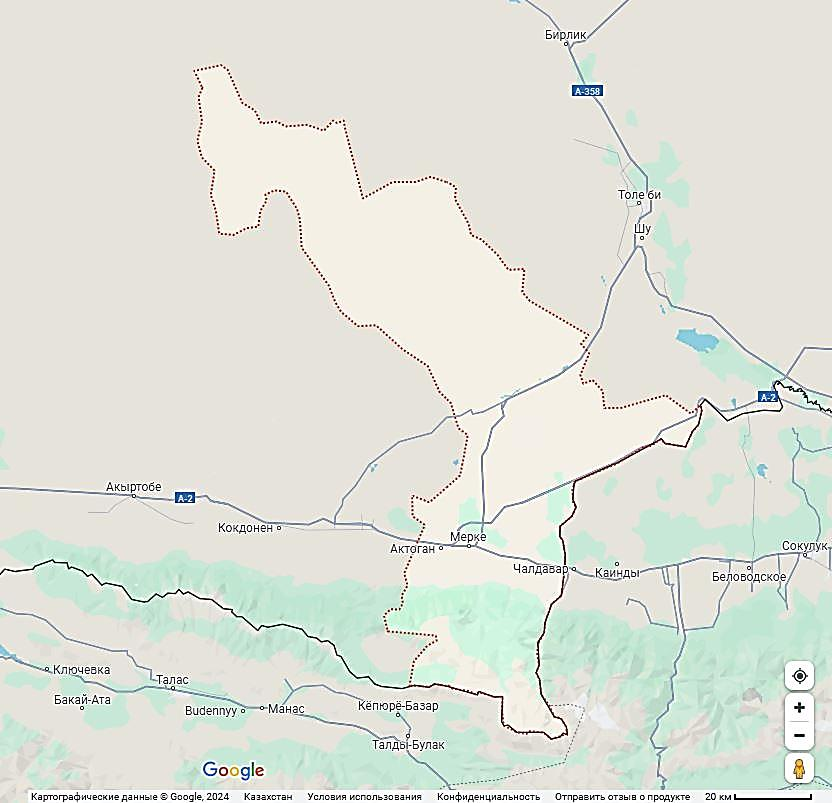 Бирлик
A-358
Толе би
Шу
A-2
Акыртобе
A-2
Кокдонен
Мерке
Актоган
Чалдавар
Каинды
Сокулук
Беловодское
Ключевка
Талас
Бакай-Ата
Budennyy
Манас
Кёпюрё-Базар
Талды-Булак
Google
Картографические данные © Google, 2024 Казахстан Условия использования Конфиденциальность Отправить отзыв о продукте 20 км